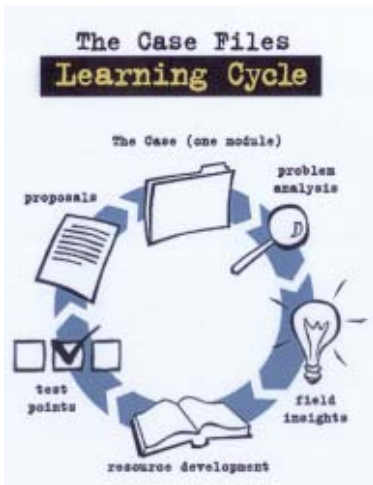 The Case Files
Learning Cycle
The Case (one module)
problem
analysis
proposals
field
insights
test
points
resource development